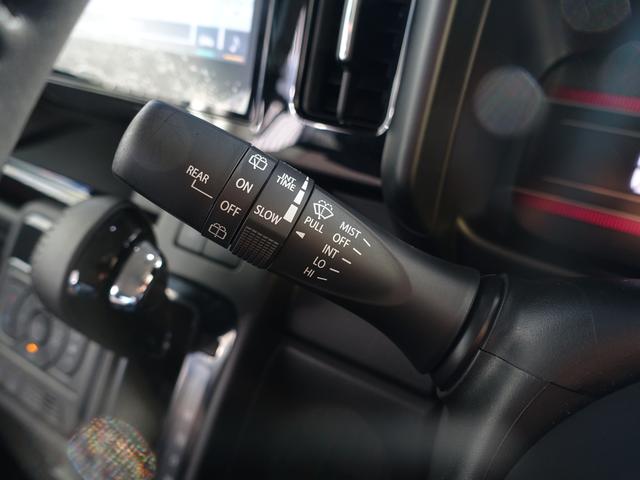 REAR
ON
OFF
INT
TIME
SLOW
PULL
MIST
OFF
INT
LO
HI